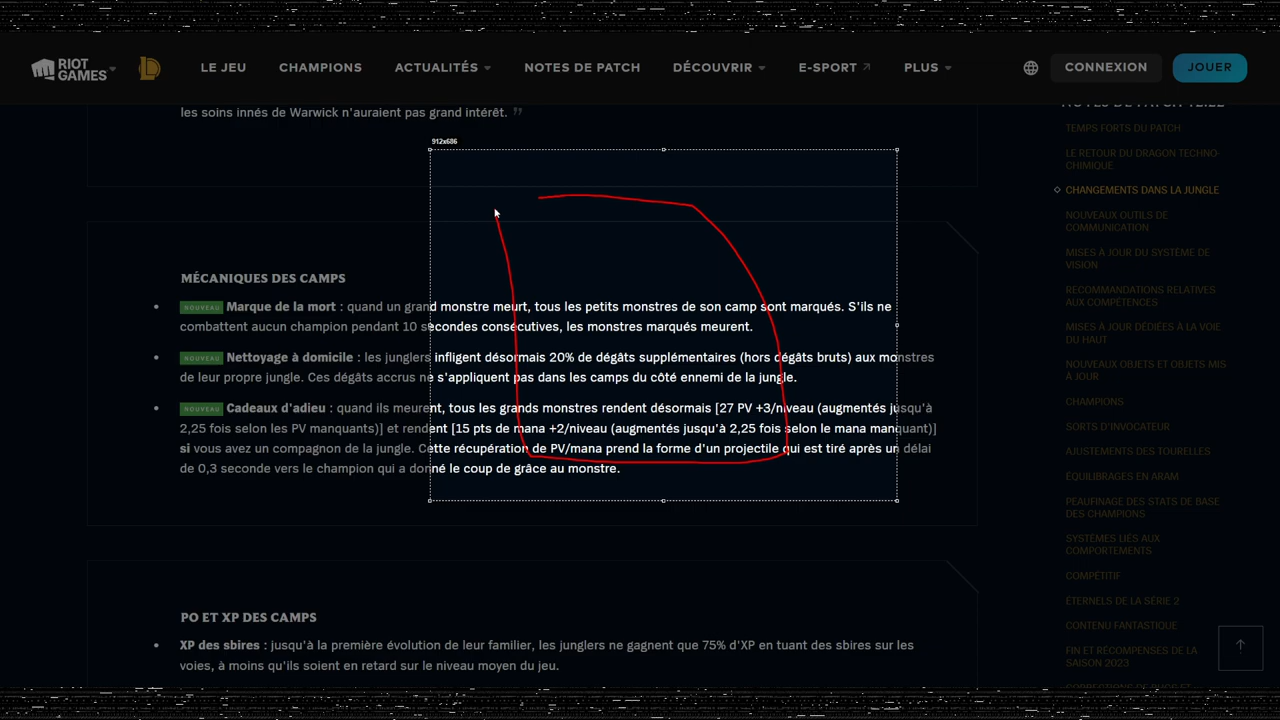 RIOT GAMES
LE JEU
CHAMPIONS
ACTUALITÉS
NOTES DE PATCH
DÉCOUVRIR
E-SPORT
PLUS
CONNEXION
JOUER
les soins innés de Warwick n'auraient pas grand intérêt. ”
912x686
MÉCANIQUES DES CAMPS
• NOUVEAU Marque de la mort : quand un grand monstre meurt, tous les petits monstres de son camp sont marqués. S'ils ne
combattent aucun champion pendant 10 secondes consécutives, les monstres marqués meurent.
• NOUVEAU Nettoyage à domicile : les junglers infligent désormais 20% de dégâts supplémentaires (hors dégâts bruts) aux monstres
de leur propre jungle. Ces dégâts accrus ne s'appliquent pas dans les camps du côté ennemi de la jungle.
• NOUVEAU Cadeaux d'adieu : quand ils meurent, tous les grands monstres rendent désormais [27 PV +3/niveau (augmentés jusqu'à
2,25 fois selon les PV manquants)] et rendent [15 pts de mana +2/niveau (augmentés jusqu'à 2,25 fois selon le mana manquant)]
si vous avez un compagnon de la jungle. Cette récupération de PV/mana prend la forme d'un projectile qui est tiré après un délai
de 0,3 seconde vers le champion qui a donné le coup de grâce au monstre.
PO ET XP DES CAMPS
• XP des sbires : jusqu'à la première évolution de leur familier, les junglers ne gagnent que 75% d'XP en tuant des sbires sur les
voies, à moins qu'ils soient en retard sur le niveau moyen du jeu.
NOTES DE PATCH
TEMPS FORTS DU PATCH
LE RETOUR DU DRAGON TECHNO-
CHIMIQUE
CHANGEMENTS DANS LA JUNGLE
NOUVEAUX OUTILS DE
COMMUNICATION
MISES À JOUR DU SYSTÈME DE
VISION
RECOMMANDATIONS RELATIVES
AUX COMPÉTENCES
MISES À JOUR DÉDIÉES À LA VOIE
DU HAUT
NOUVEAUX OBJETS ET OBJETS MIS
À JOUR
CHAMPIONS
SORTS D'INVOCATEUR
AJUSTEMENTS DES TOURELLES
ÉQUILIBRAGES EN ARAM
PEAUFINAGE DES STATS DE BASE
DES CHAMPIONS
SYSTÈMES LIÉS AUX
COMPORTEMENTS
COMPÉTITIF
ÉTERNELS DE LA SÉRIE 2
CONTENU FANTASTIQUE
FIN ET RÉCOMPENSES DE LA
SAISON 2023